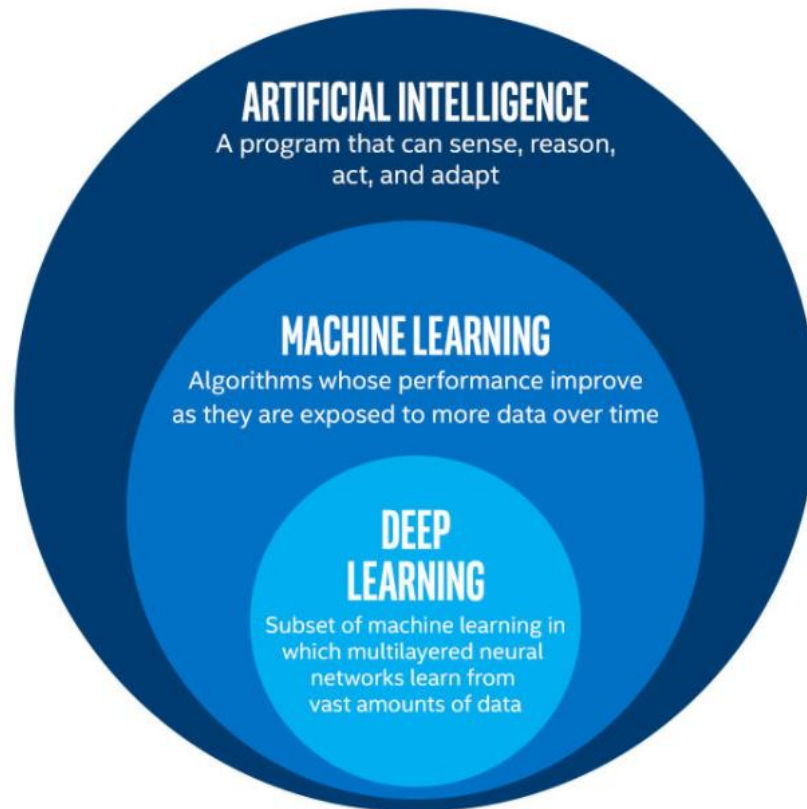 ARTIFICIAL INTELLIGENCE
A program that can sense, reason,
act, and adapt
MACHINE LEARNING
Algorithms whose performance improve
as they are exposed to more data over time
DEEP
LEARNING
Subset of machine learning in
which multilayered neural
networks learn from
vast amounts of data